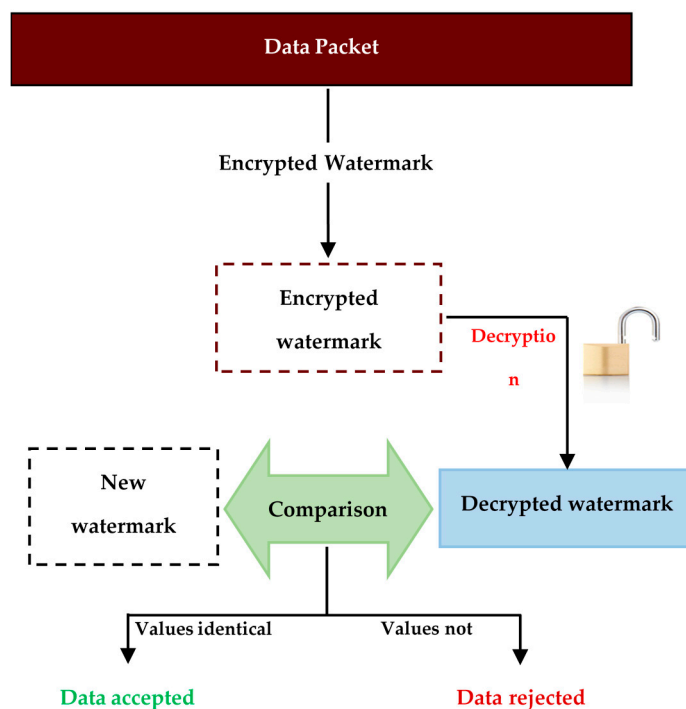 Data Packet
Encrypted Watermark
Encrypted
watermark
Decryptio
n
New
watermark
Comparison
Decrypted watermark
Values identical
Values not
Data accepted
Data rejected